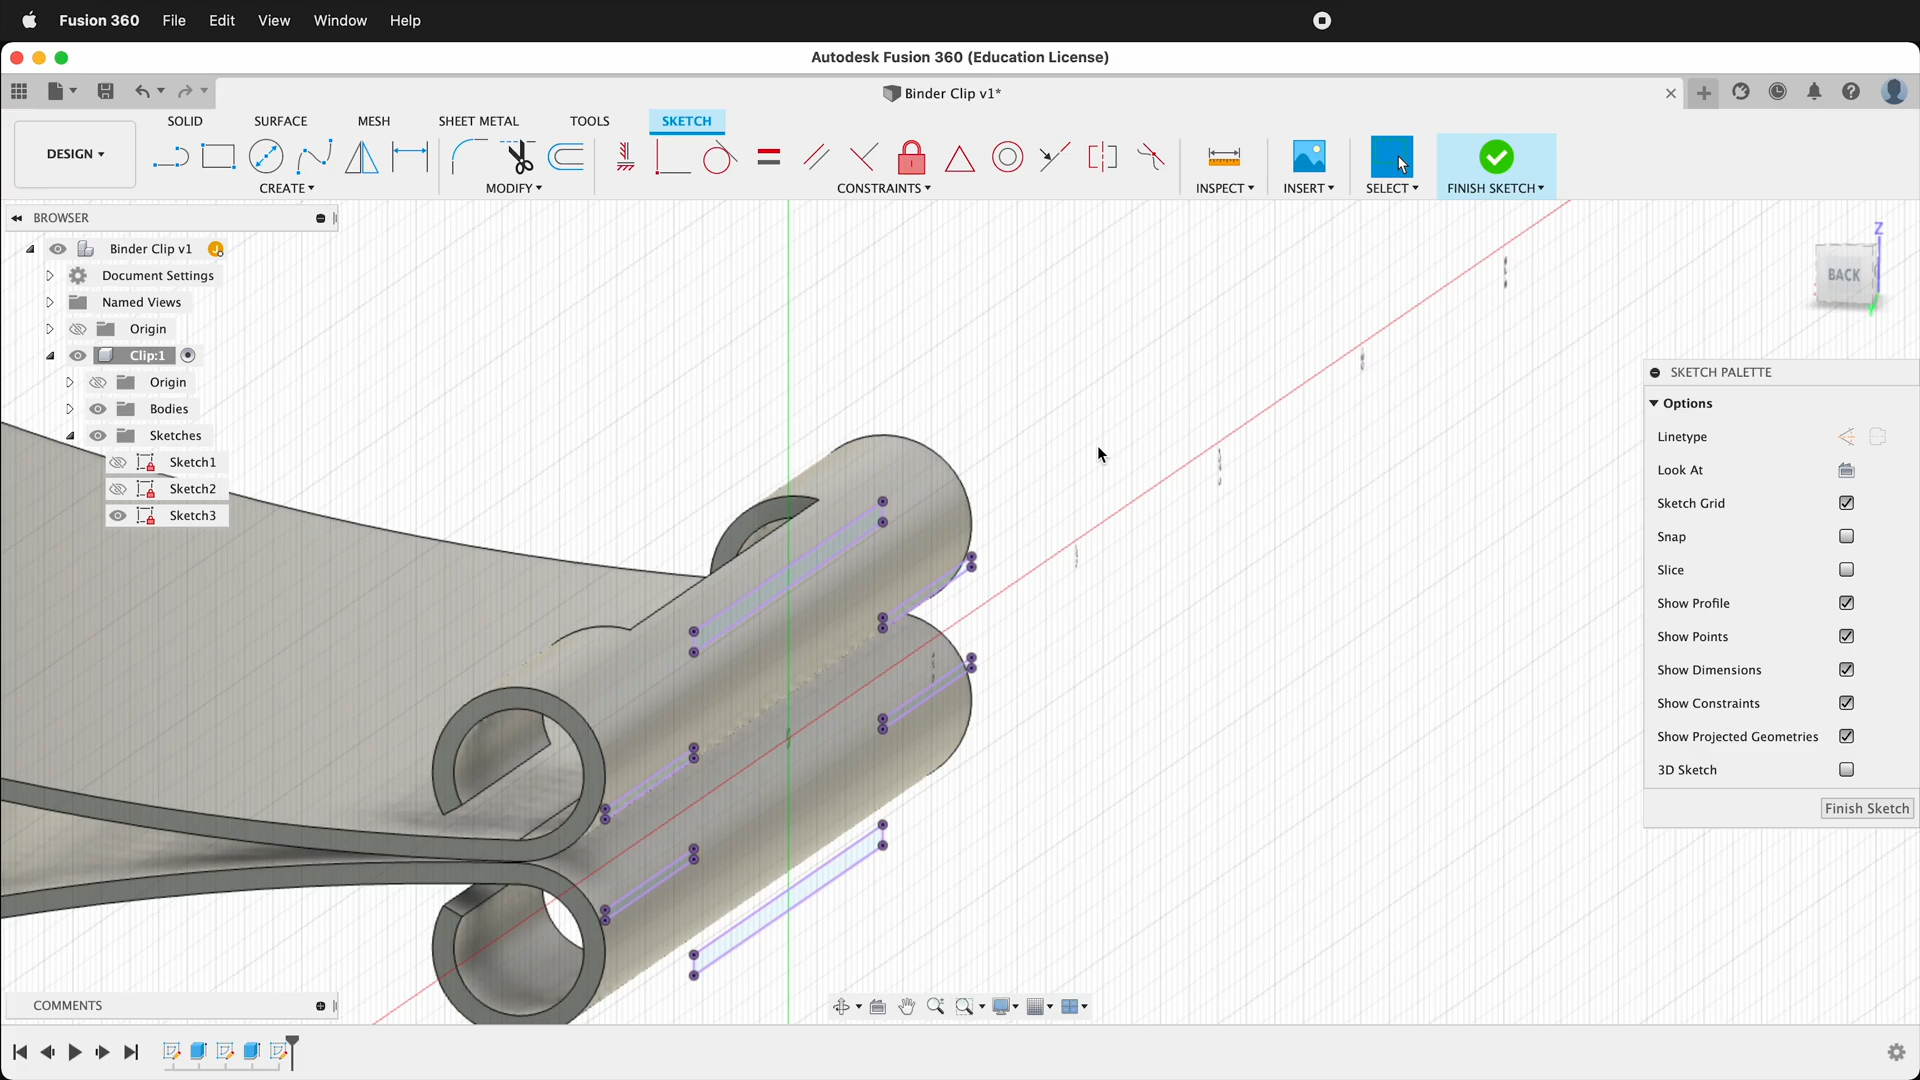 Fusion 360 File Edit View Window Help
Autodesk Fusion 360 (Education License)
Binder Clip v1*
SOLID SURFACE MESH SHEET METAL TOOLS SKETCH
DESIGN
CREATE MODIFY CONSTRAINTS INSPECT INSERT SELECT FINISH SKETCH
BROWSER
Binder Clip v1
Document Settings
Named Views
Origin
Clip:1
Origin
Bodies
Sketches
Sketch1
Sketch2
Sketch3
Z
BACK
SKETCH PALETTE
Options
Linetype
Look At
Sketch Grid
Snap
Slice
Show Profile
Show Points
Show Dimensions
Show Constraints
Show Projected Geometries
3D Sketch
Finish Sketch
COMMENTS